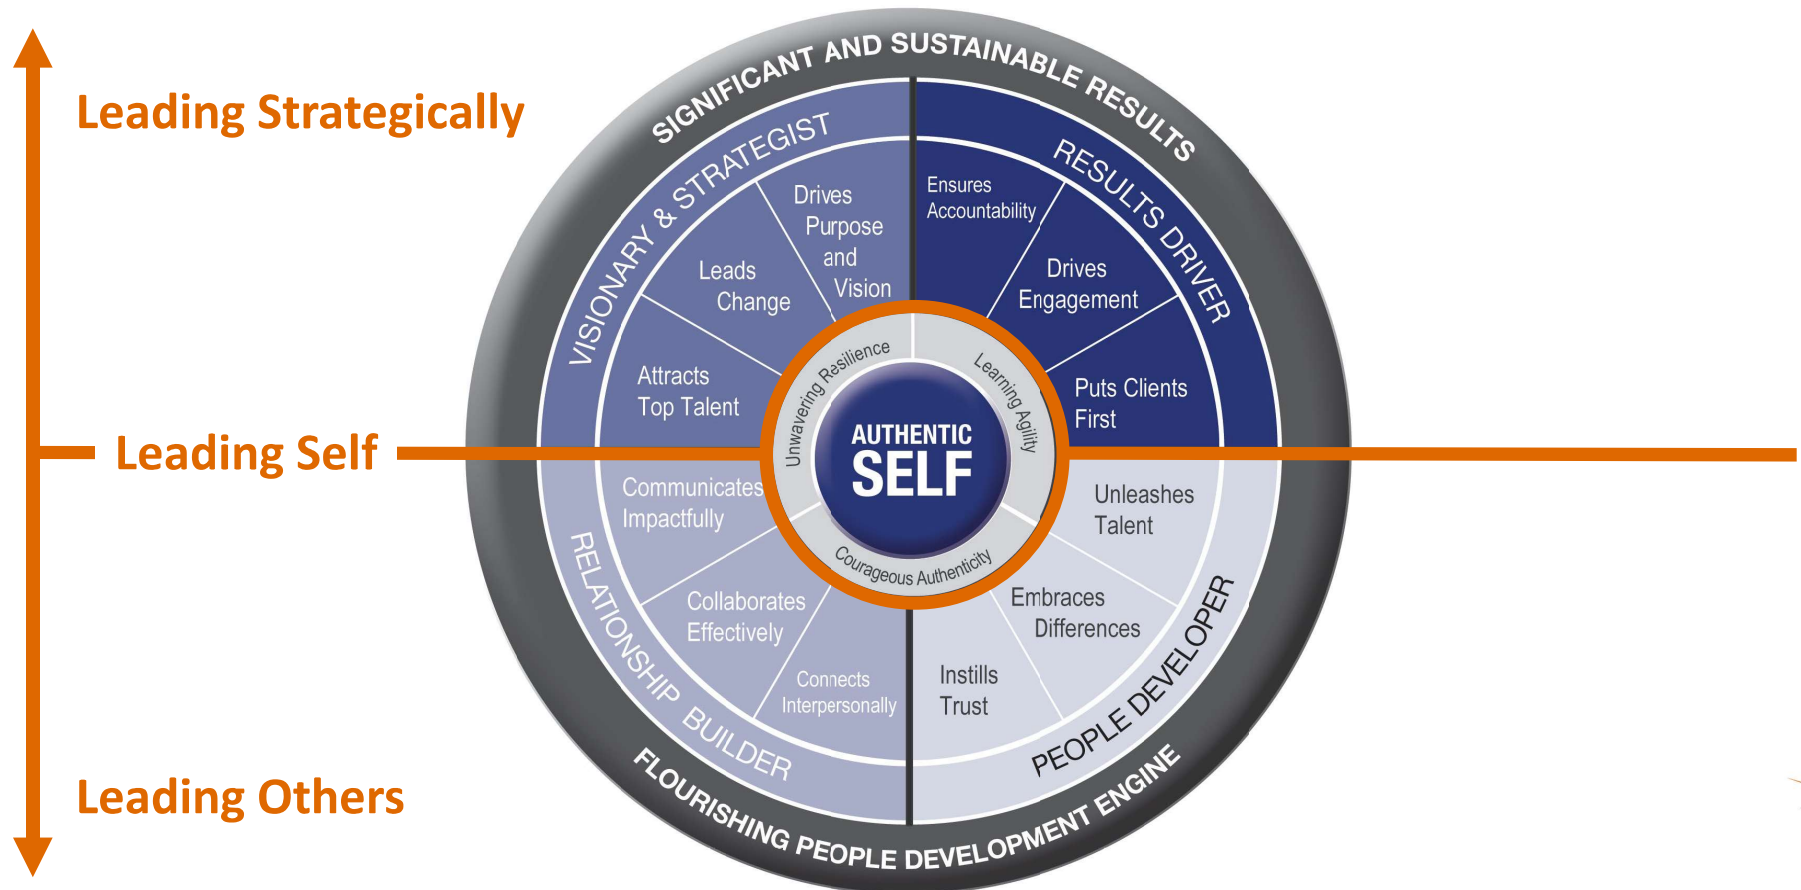 Leading Strategically
Leading Self
Leading Others
SIGNIFICANT AND SUSTAINABLE RESULTS
VISIONARY & STRATEGIST
Drives
Purpose
and
Vision
Leads
Change
Attracts
Top Talent
RESULTS DRIVER
Ensures
Accountability
Drives
Engagement
Puts Clients
First
Unwavering Resilience
Learning Agility
Courageous Authenticity
AUTHENTIC
SELF
RELATIONSHIP BUILDER
Communicates
Impactfully
Collaborates
Effectively
Connects
Interpersonally
PEOPLE DEVELOPER
Unleashes
Talent
Embraces
Differences
Instills
Trust
FLOURISHING PEOPLE DEVELOPMENT ENGINE